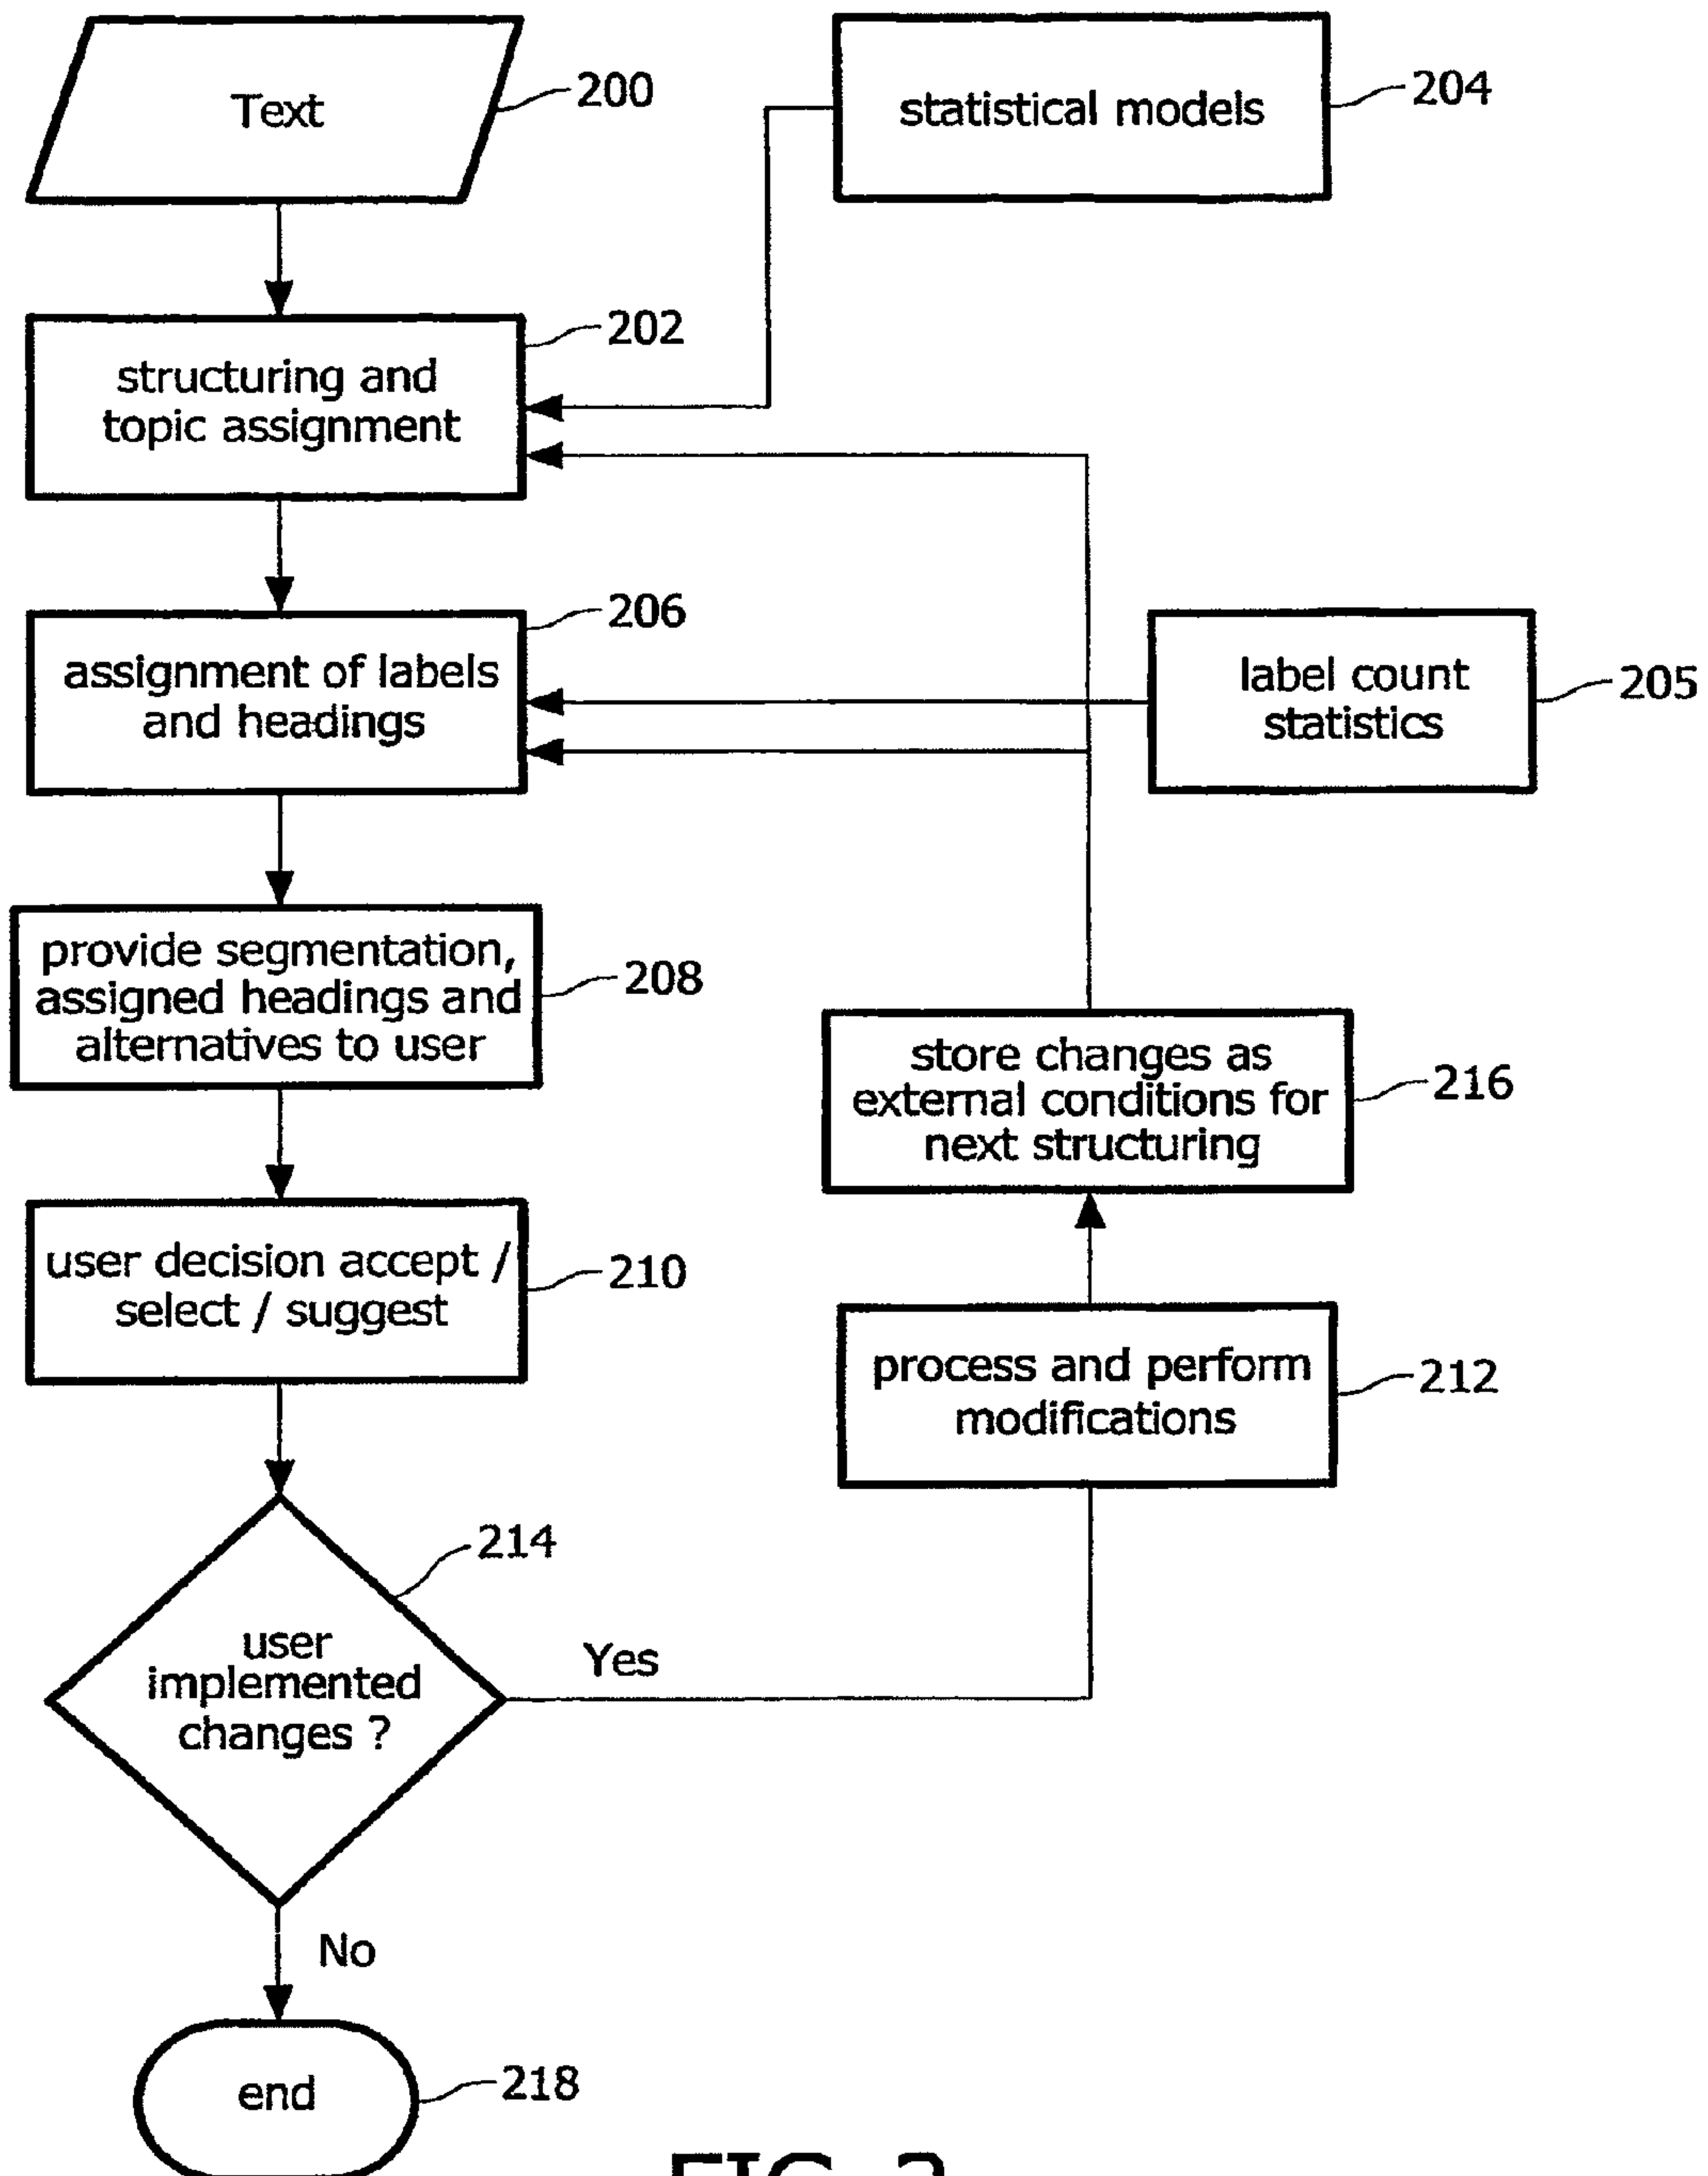 Text
200
statistical models
204
structuring and
topic assignment
202
assignment of labels
and headings
206
label count
statistics
205
provide segmentation,
assigned headings and
alternatives to user
208
store changes as
external conditions for
next structuring
216
user decision accept /
select / suggest
210
process and perform
modifications
212
user
implemented
changes ?
214
Yes
No
end
218